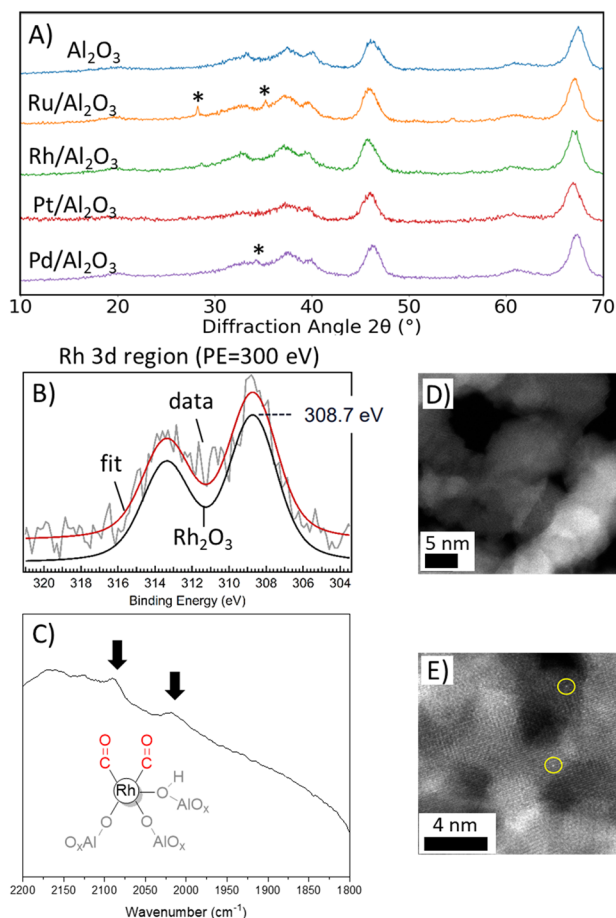 A)
Al₂O₃
Ru/Al₂O₃
* *
Rh/Al₂O₃
Pt/Al₂O₃
Pd/Al₂O₃
*
10 20 30 40 50 60 70
Diffraction Angle 2θ (°)
Rh 3d region (PE=300 eV)
B)
data
308.7 eV
fit
Rh₂O₃
320 318 316 314 312 310 308 306 304
Binding Energy (eV)
D)
5 nm
C)
O O
C C
H
Rh
O
AlOₓ
O O
OₓAl AlOₓ
2200 2150 2100 2050 2000 1950 1900 1850 1800
Wavenumber (cm⁻¹)
E)
4 nm